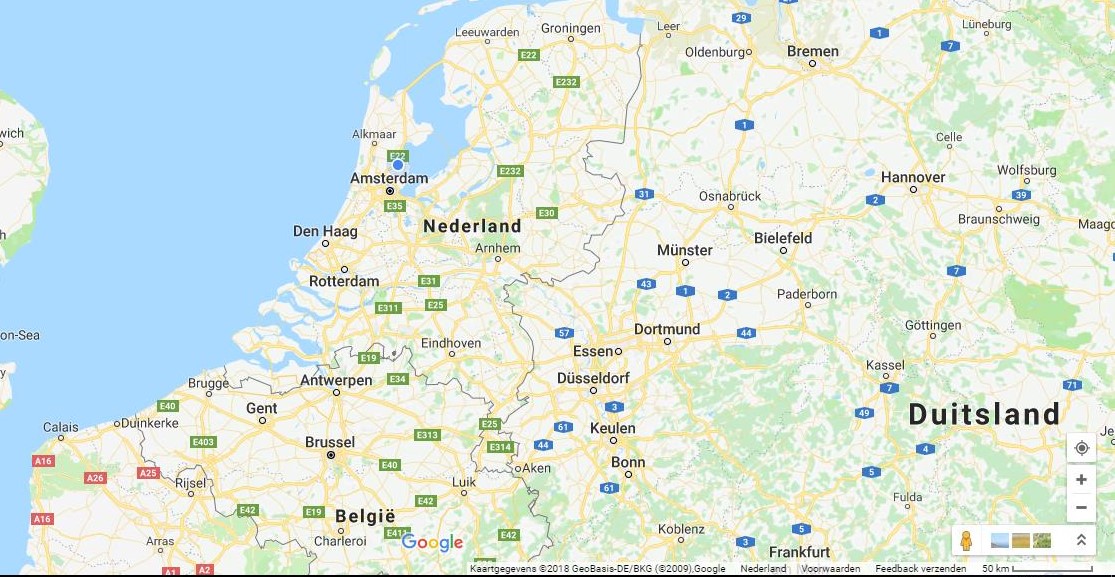 Groningen
Leeuwarden
Leer
29
1
Lüneburg
7
Oldenburg
Bremen
E22
E232
wich
Alkmaar
1
Celle
E22
Amsterdam
E232
Wolfsburg
Hannover
31
Osnabrück
2
39
E35
E30
Braunschweig
Nederland
Maagd
Den Haag
Arnhem
Münster
Bielefeld
Rotterdam
E31
43
1
2
7
Paderborn
E311
E25
Göttingen
on-Sea
Eindhoven
57
Dortmund
44
Essen
E19
Kassel
Brugge
Antwerpen
E34
Düsseldorf
7
71
E40
Gent
3
49
Duitsland
Calais
Duinkerke
E25
61
Keulen
E403
Brussel
E313
E314
44
4
A16
A25
E40
Aken
Bonn
5
A26
Rijsel
Luik
61
Fulda
A16
E42
E19
België
E42
Arras
Charleroi
E411
Google
E42
Koblenz
5
3
Frankfurt
A1
A2
Kaartgegevens ©2018 GeoBasis-DE/BKG (©2009),Google Nederland Voorwaarden Feedback verzenden 50 km